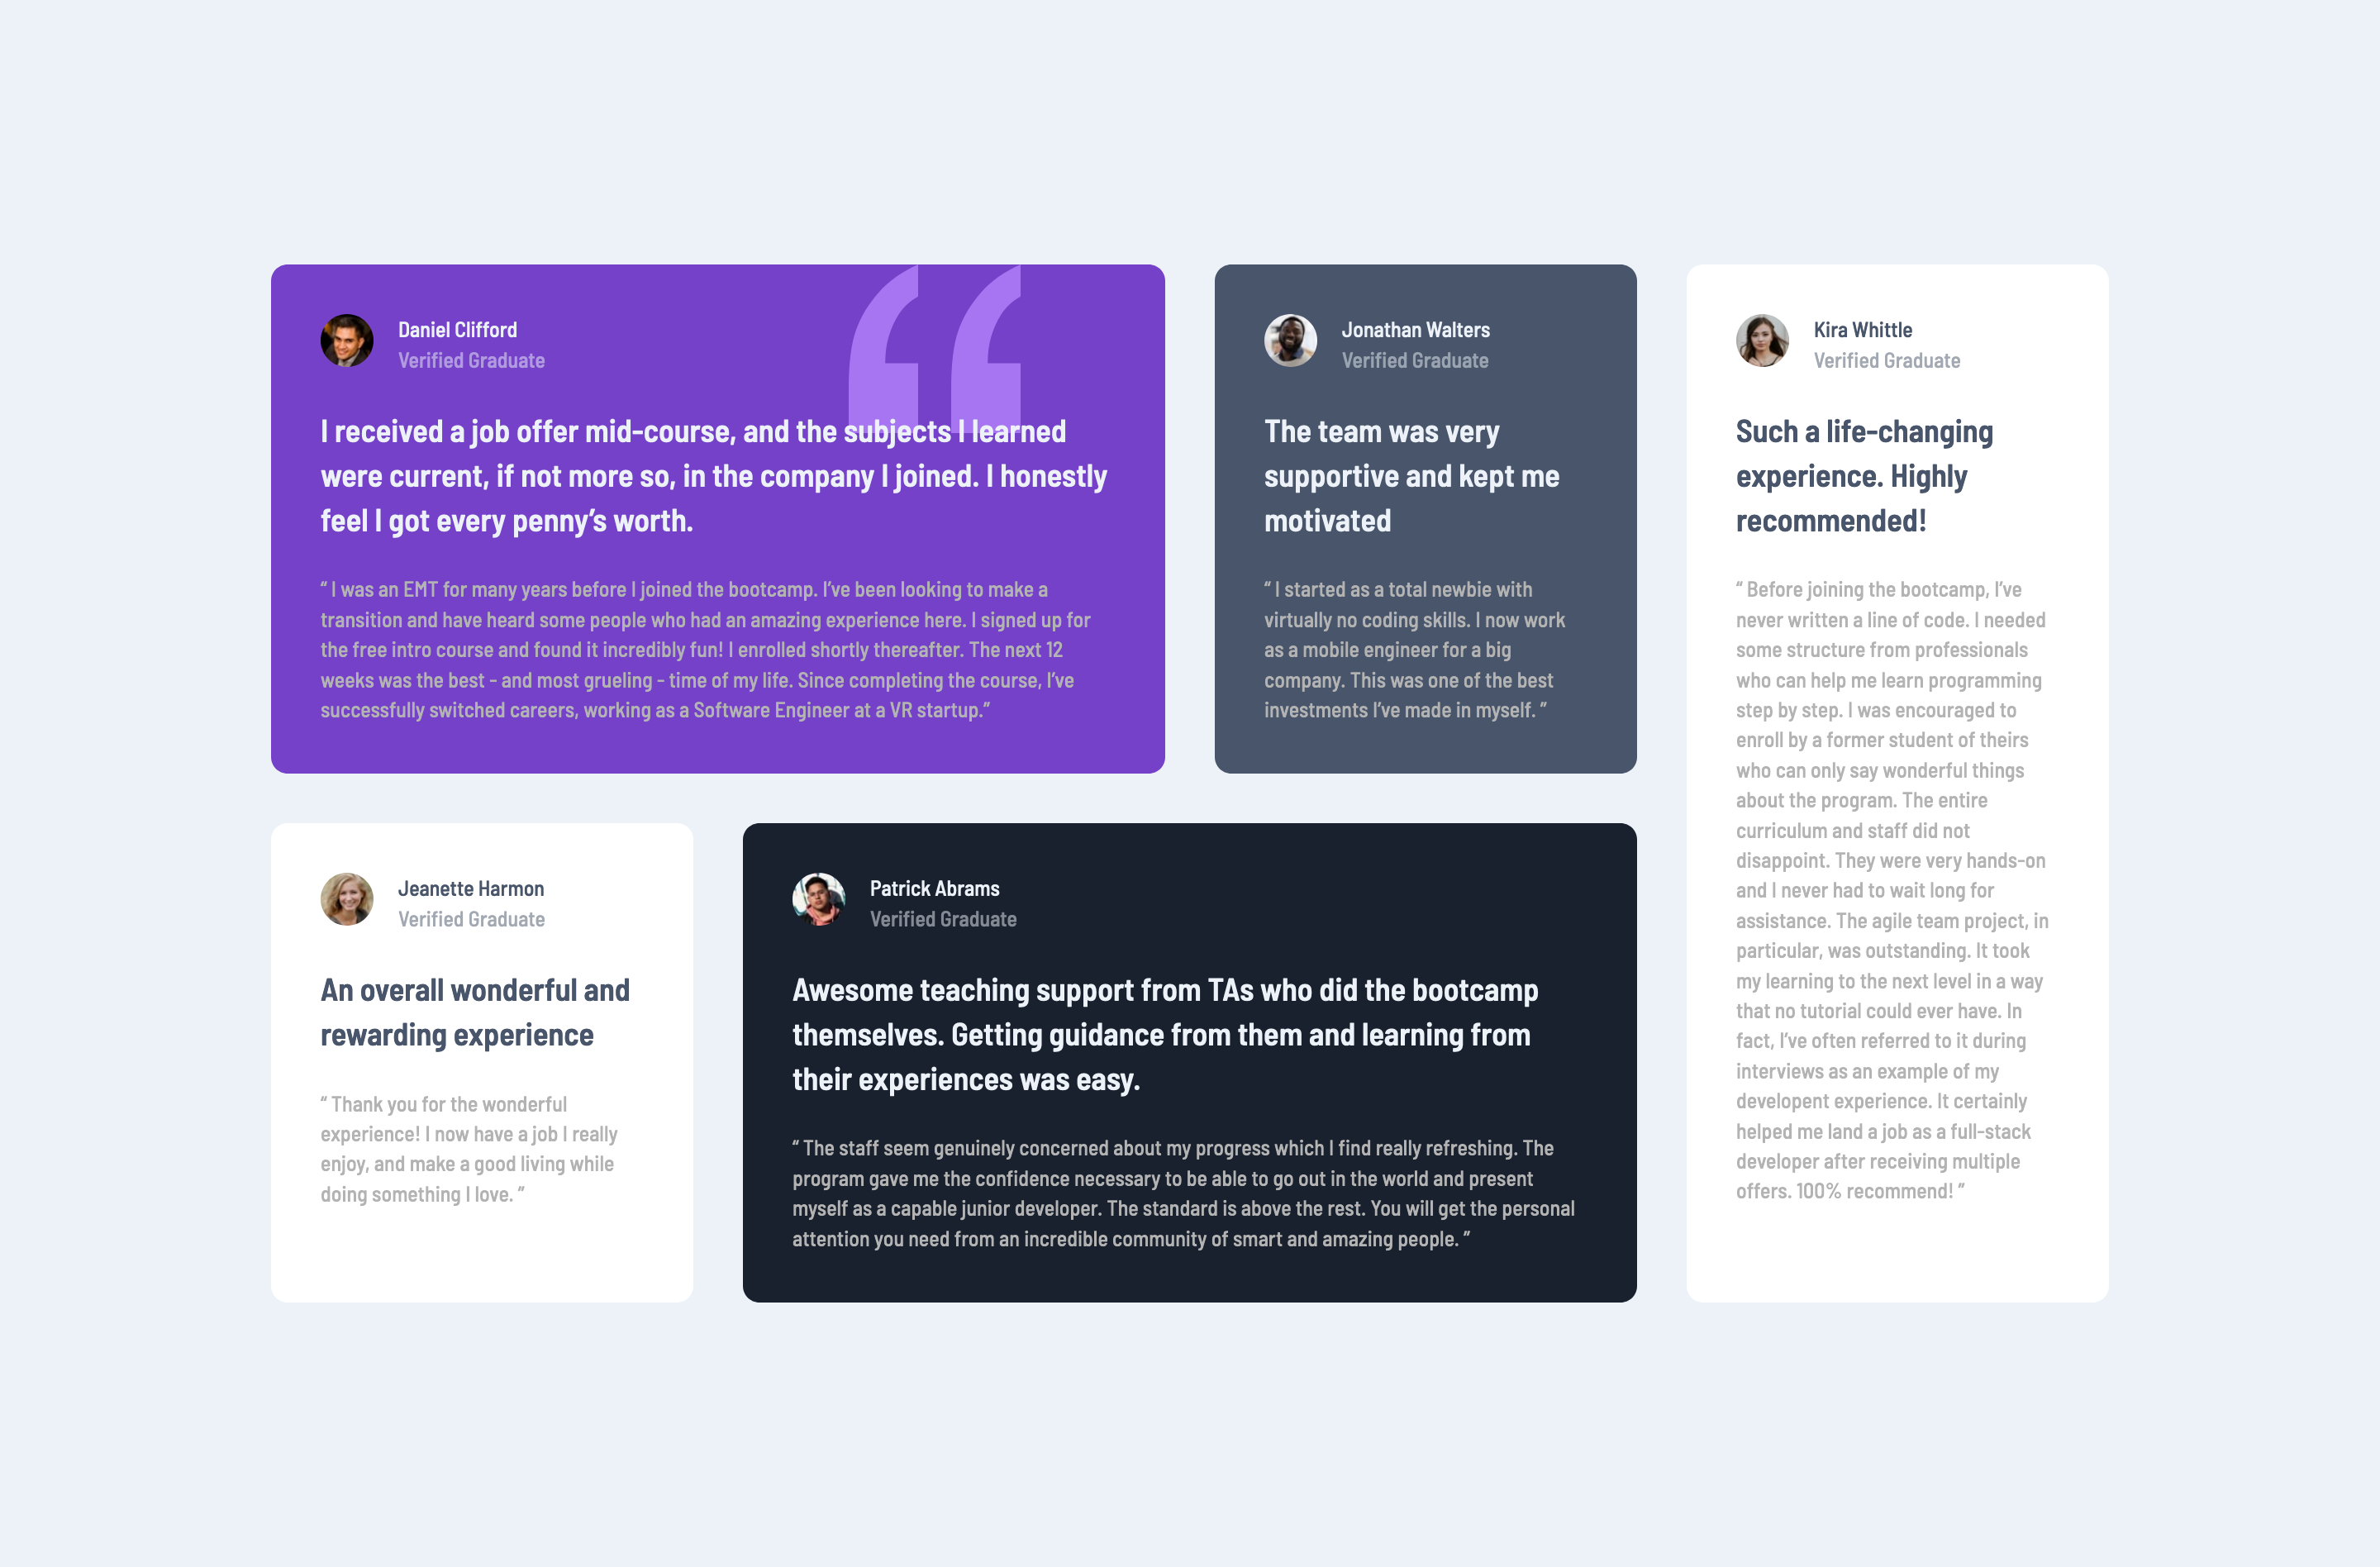 Daniel Clifford
Verified Graduate
I received a job offer mid-course, and the subjects I learned
were current, if not more so, in the company I joined. I honestly
feel I got every penny’s worth.
“ I was an EMT for many years before I joined the bootcamp. I’ve been looking to make a
transition and have heard some people who had an amazing experience here. I signed up for
the free intro course and found it incredibly fun! I enrolled shortly thereafter. The next 12
weeks was the best - and most grueling - time of my life. Since completing the course, I’ve
successfully switched careers, working as a Software Engineer at a VR startup.”
Jonathan Walters
Verified Graduate
The team was very
supportive and kept me
motivated
“ I started as a total newbie with
virtually no coding skills. I now work
as a mobile engineer for a big
company. This was one of the best
investments I’ve made in myself. ”
Kira Whittle
Verified Graduate
Such a life-changing
experience. Highly
recommended!
“ Before joining the bootcamp, I’ve
never written a line of code. I needed
some structure from professionals
who can help me learn programming
step by step. I was encouraged to
enroll by a former student of theirs
who can only say wonderful things
about the program. The entire
curriculum and staff did not
disappoint. They were very hands-on
and I never had to wait long for
assistance. The agile team project, in
particular, was outstanding. It took
my learning to the next level in a way
that no tutorial could ever have. In
fact, I’ve often referred to it during
interviews as an example of my
developent experience. It certainly
helped me land a job as a full-stack
developer after receiving multiple
offers. 100% recommend! ”
Jeanette Harmon
Verified Graduate
An overall wonderful and
rewarding experience
“ Thank you for the wonderful
experience! I now have a job I really
enjoy, and make a good living while
doing something I love. ”
Patrick Abrams
Verified Graduate
Awesome teaching support from TAs who did the bootcamp
themselves. Getting guidance from them and learning from
their experiences was easy.
“ The staff seem genuinely concerned about my progress which I find really refreshing. The
program gave me the confidence necessary to be able to go out in the world and present
myself as a capable junior developer. The standard is above the rest. You will get the personal
attention you need from an incredible community of smart and amazing people. ”